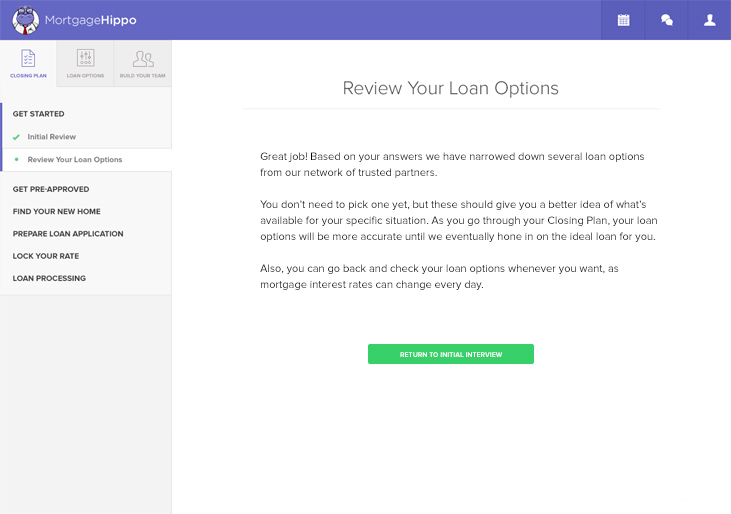 MortgageHippo
CLOSING PLAN
LOAN OPTIONS
BUILD YOUR TEAM
GET STARTED
Initial Review
Review Your Loan Options
GET PRE-APPROVED
FIND YOUR NEW HOME
PREPARE LOAN APPLICATION
LOCK YOUR RATE
LOAN PROCESSING
Review Your Loan Options
Great job! Based on your answers we have narrowed down several loan options
from our network of trusted partners.
You don’t need to pick one yet, but these should give you a better idea of what’s
available for your specific situation. As you go through your Closing Plan, your loan
options will be more accurate until we eventually hone in on the ideal loan for you.
Also, you can go back and check your loan options whenever you want, as
mortgage interest rates can change every day.
RETURN TO INITIAL INTERVIEW